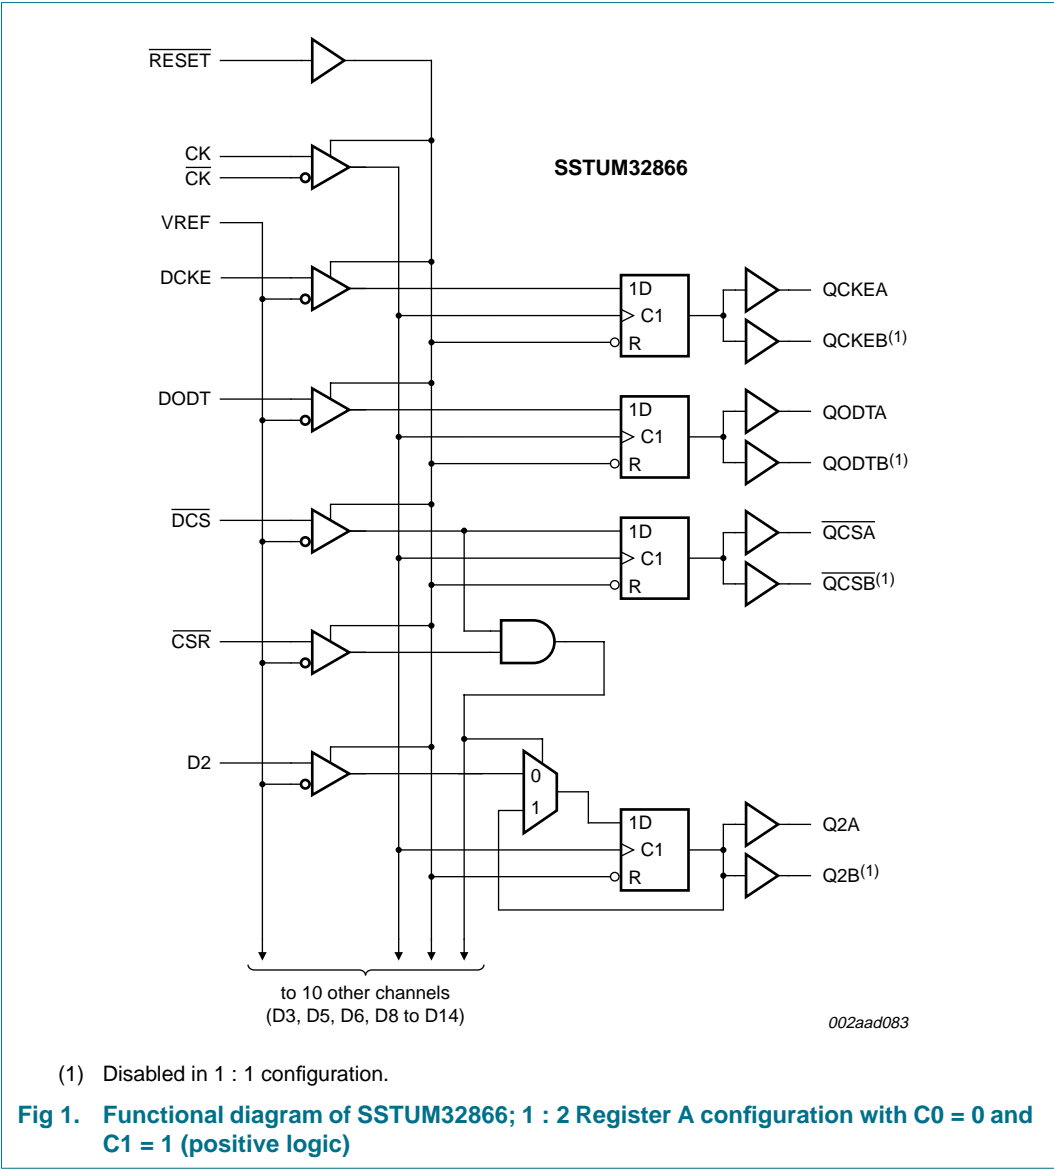 RESET
CK
CK
SSTUM32866
VREF
DCKE
1D
C1
R
QCKEA
QCKEB(1)
DODT
1D
C1
R
QODTA
QODTB(1)
DCS
1D
C1
R
QCSA
QCSB(1)
CSR
D2
0
1
1D
C1
R
Q2A
Q2B(1)
to 10 other channels
(D3, D5, D6, D8 to D14)
002aad083
(1) Disabled in 1 : 1 configuration.
Fig 1. Functional diagram of SSTUM32866; 1 : 2 Register A configuration with C0 = 0 and
C1 = 1 (positive logic)